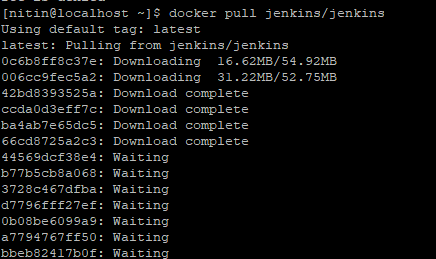 [nitin@localhost ~]$ docker pull jenkins/jenkins
Using default tag: latest
latest: Pulling from jenkins/jenkins
0c6b8ff8c37e: Downloading  16.62MB/54.92MB
006cc9fec5a2: Downloading  31.22MB/52.75MB
42bd8393525a: Download complete
ccda0d3eff7c: Download complete
ba4ab7e65dc5: Download complete
66cd8725a2c3: Download complete
44569dcf38e4: Waiting
b77b5cb8a068: Waiting
3728c467dfba: Waiting
d7796fff27ef: Waiting
0b08be6099a9: Waiting
a7794767ff50: Waiting
bbeb82417b0f: Waiting